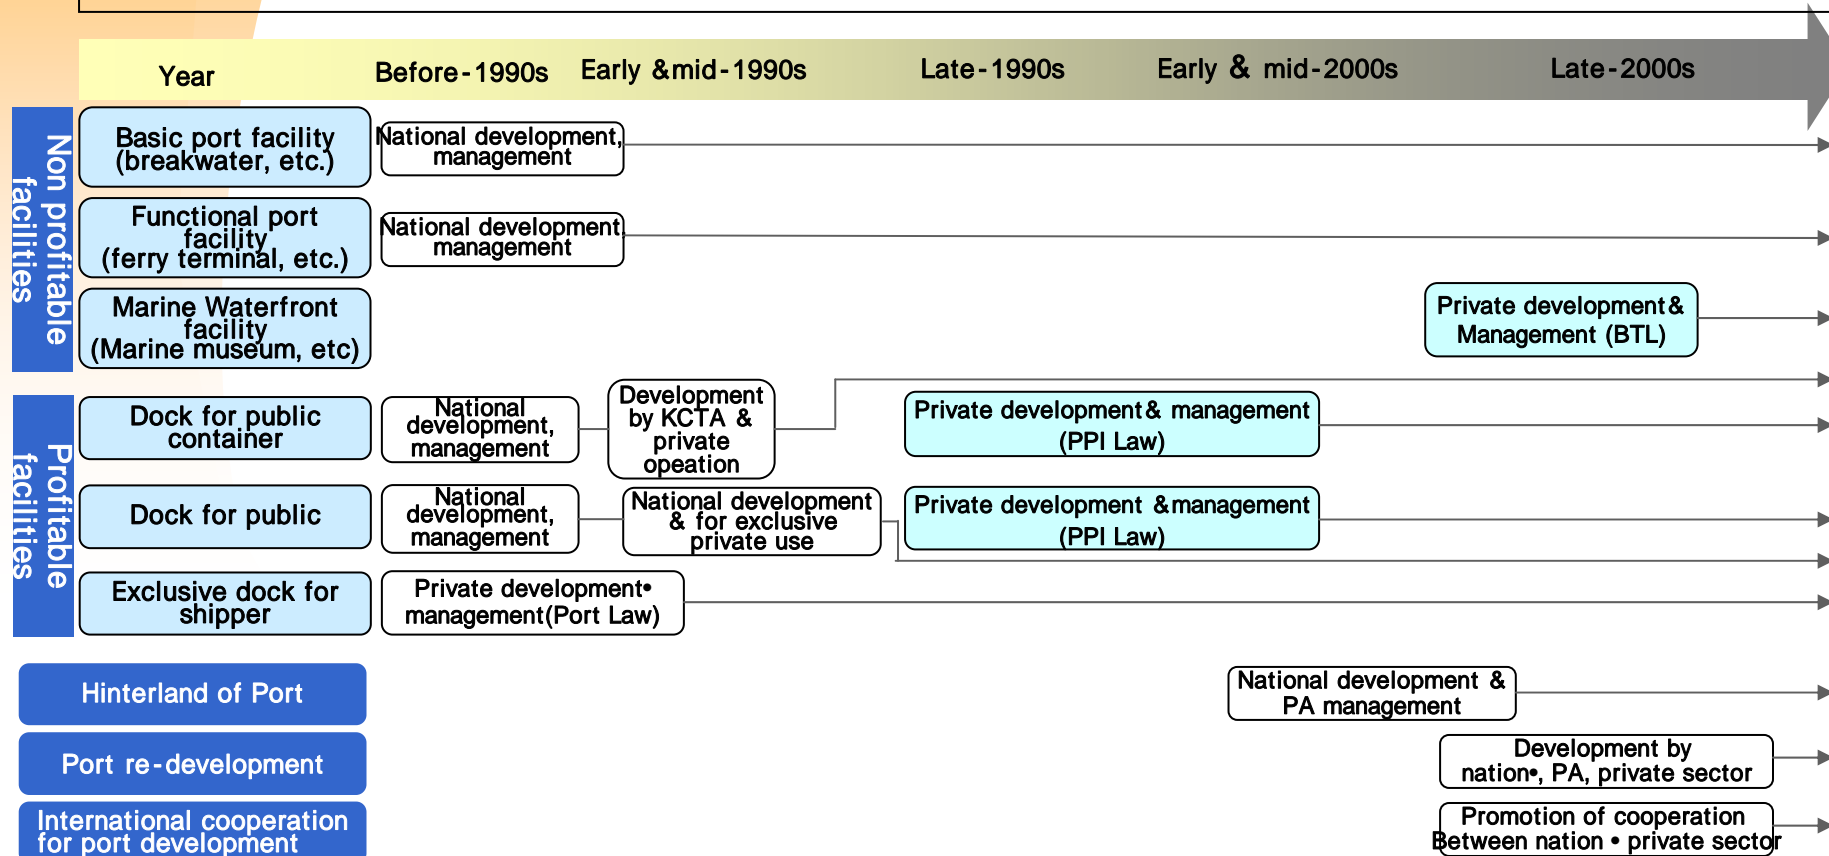 Year
Before-1990s
Early &mid-1990s
Late-1990s
Early & mid-2000s
Late-2000s
Non profitable
facilities
Basic port facility
(breakwater, etc.)
National development,
management
Functional port
facility
(ferry terminal, etc.)
National development,
management
Marine Waterfront
facility
(Marine museum, etc)
Private development&
Management (BTL)
Profitable
facilities
Dock for public
container
National
development,
management
Development
by KCTA &
private
opeation
Private development& management
(PPI Law)
Dock for public
National
development,
management
National development
& for exclusive
private use
Private development &management
(PPI Law)
Exclusive dock for
shipper
Private development•
management(Port Law)
Hinterland of Port
National development &
PA management
Port re-development
Development by
nation•, PA, private sector
International cooperation
for port development
Promotion of cooperation
Between nation • private sector